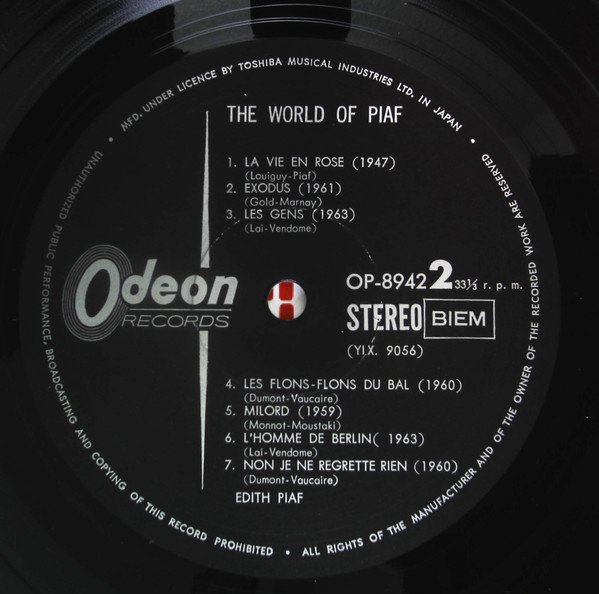 • MFD. UNDER LICENCE BY TOSHIBA MUSICAL INDUSTRIES LTD. IN JAPAN •
THE WORLD OF PIAF
1. LA VIE EN ROSE (1947)
(Louiguy-Piaf)
2. EXODUS (1961)
(Gold-Marnay)
3. LES GENS (1963)
(Lai-Vendome)
Odeon
RECORDS
OP-8942 2 33⅓ r. p. m.
STEREO BIEM
(YIX. 9056)
4. LES FLONS-FLONS DU BAL (1960)
(Dumont-Vaucaire)
5. MILORD (1959)
(Monnot-Moustaki)
6. L'HOMME DE BERLIN( 1963)
(Lai-Vendome)
7. NON JE NE REGRETTE RIEN (1960)
(Dumont-Vaucaire)
EDITH PIAF
UNAUTHORIZED PUBLIC PERFORMANCE, BROADCASTING AND COPYING OF THIS RECORD PROHIBITED • ALL RIGHTS OF THE MANUFACTURER AND OF THE OWNER OF THE RECORDED WORK ARE RESERVED